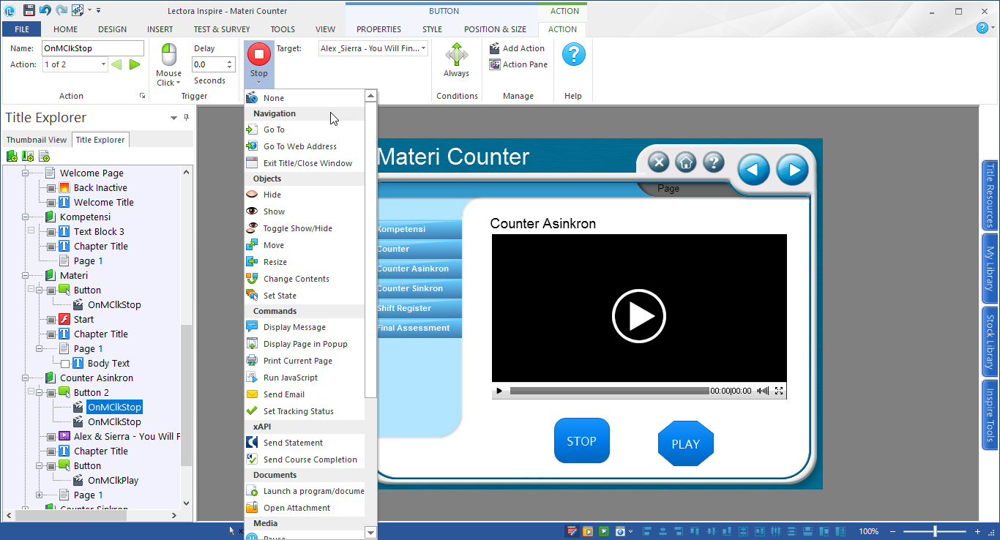 Lectora Inspire - Materi Counter
BUTTON
ACTION
FILE
HOME
DESIGN
INSERT
TEST & SURVEY
TOOLS
VIEW
PROPERTIES
STYLE
POSITION & SIZE
ACTION
Name: OnMClkStop
Action: 1 of 2
Action
Mouse
Click
Delay
0.0
Seconds
Trigger
Stop
Target: Alex _Sierra - You Will Fin...
Always
Conditions
Add Action
Action Pane
Manage
Help
Title Explorer
Thumbnail View
Title Explorer
Welcome Page
Back Inactive
Welcome Title
Kompetensi
Text Block 3
Chapter Title
Page 1
Materi
Button
OnMClkStop
Start
Chapter Title
Page 1
Body Text
Counter Asinkron
Button 2
OnMClkStop
OnMClkStop
Alex & Sierra - You Will F
Chapter Title
Button
OnMClkPlay
Page 1
Counter Sinkron
None
Navigation
Go To
Go To Web Address
Exit Title/Close Window
Objects
Hide
Show
Toggle Show/Hide
Move
Resize
Change Contents
Set State
Commands
Display Message
Display Page in Popup
Print Current Page
Run JavaScript
Send Email
Set Tracking Status
xAPI
Send Statement
Send Course Completion
Documents
Launch a program/docume
Open Attachment
Media
Pause
Materi Counter
Page
Kompetensi
Counter
Counter Asinkron
Counter Sinkron
Shift Register
Final Assessment
Counter Asinkron
00:00|00:00
STOP
PLAY
Title Resources
My Library
Stock Library
Inspire Tools
100%